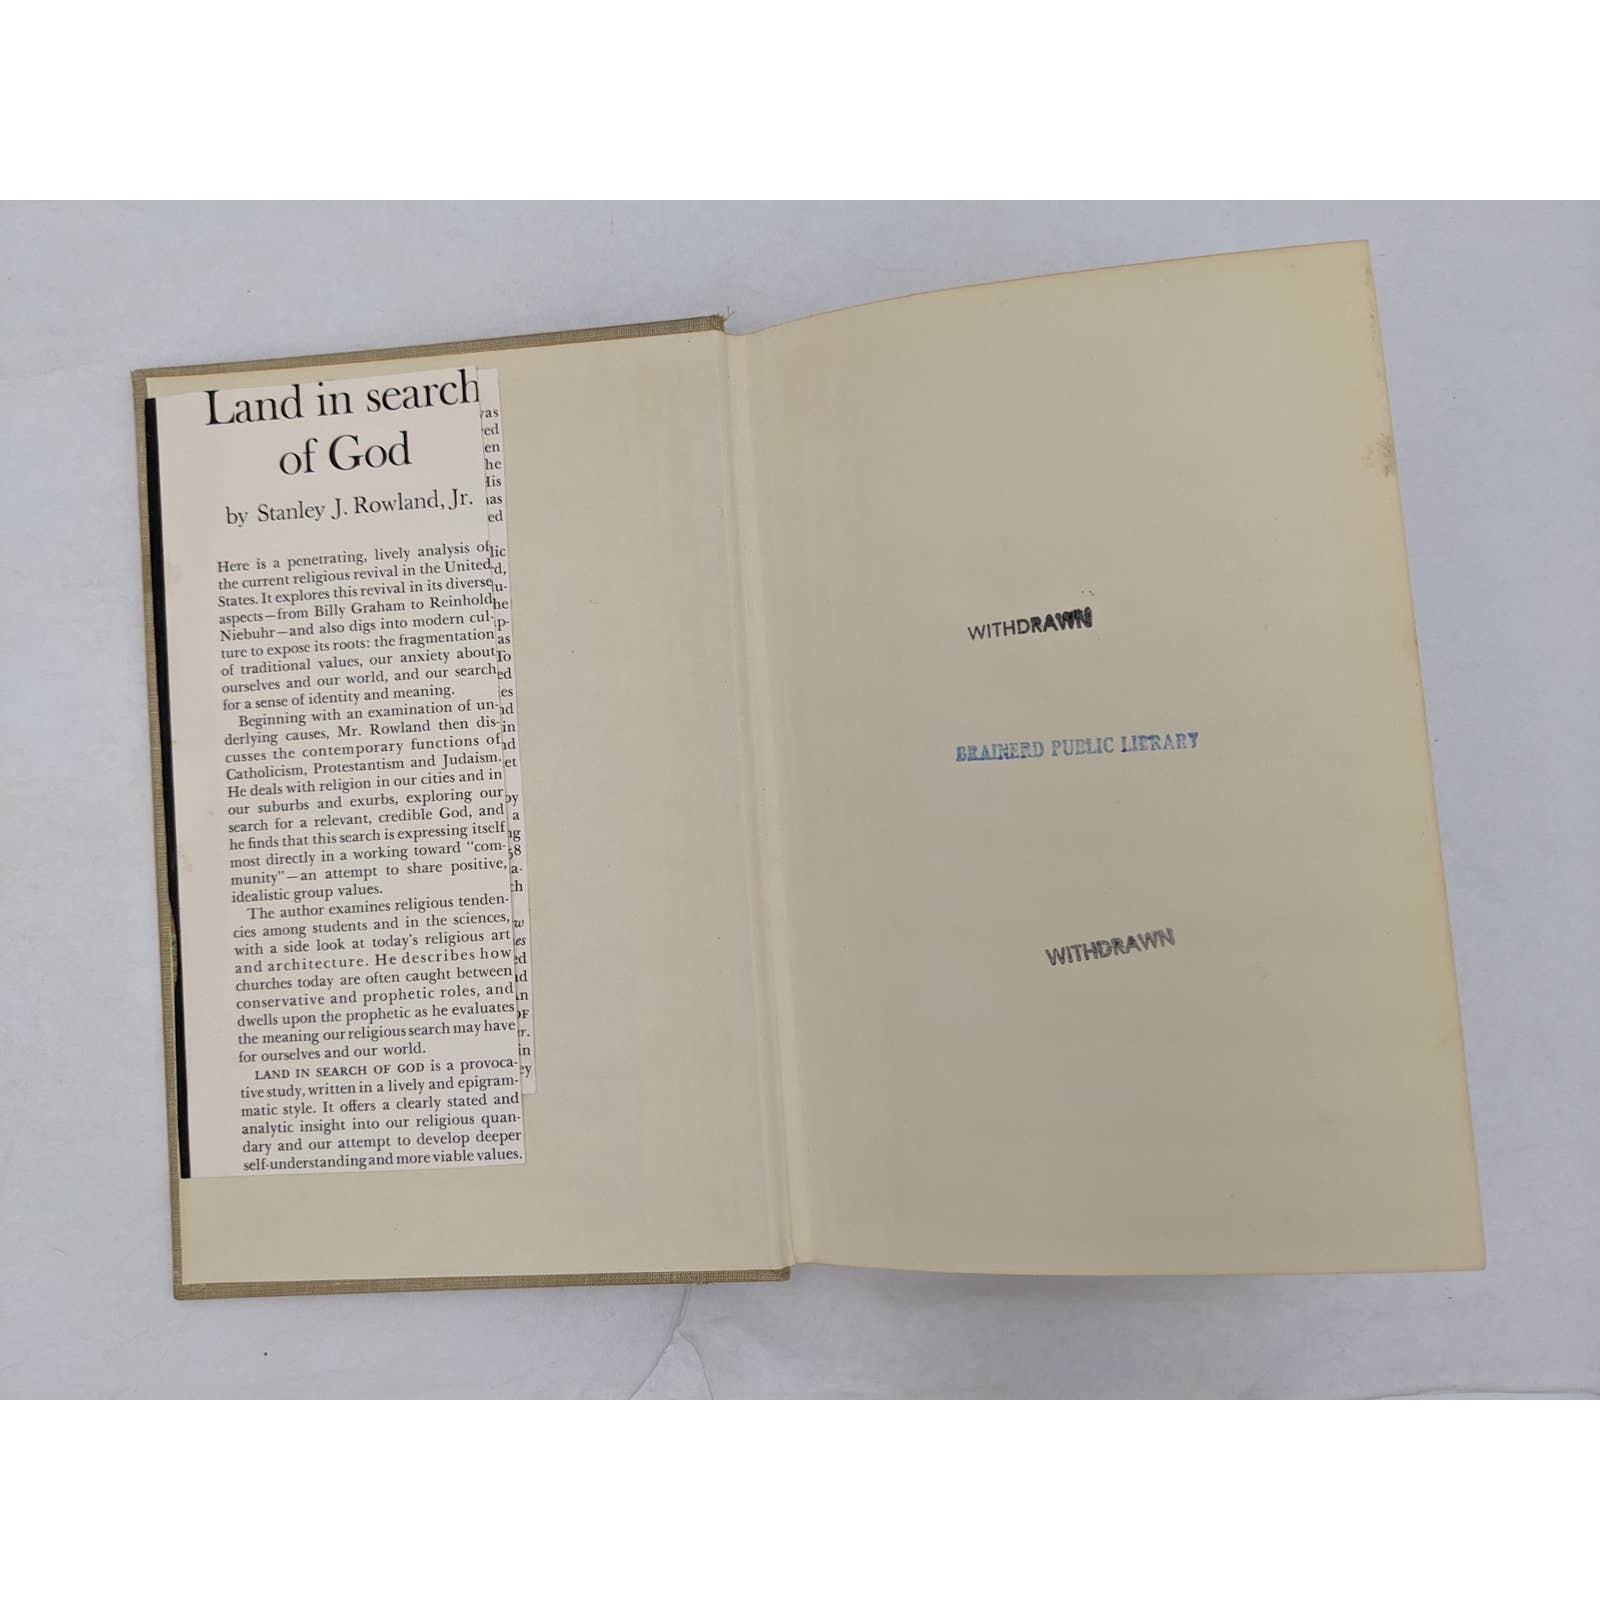 Land in search
of God
by Stanley J. Rowland, Jr.
Here is a penetrating, lively analysis of
the current religious revival in the United
States. It explores this revival in its diverse
aspects—from Billy Graham to Reinhold
Niebuhr—and also digs into modern cul-
ture to expose its roots: the fragmentation
of traditional values, our anxiety about
ourselves and our world, and our search
for a sense of identity and meaning.
Beginning with an examination of un-
derlying causes, Mr. Rowland then dis-
cusses the contemporary functions of
Catholicism, Protestantism and Judaism.
He deals with religion in our cities and in
our suburbs and exurbs, exploring our
search for a relevant, credible God, and
he finds that this search is expressing itself
most directly in a working toward "com-
munity"—an attempt to share positive,
idealistic group values.
The author examines religious tenden-
cies among students and in the sciences,
with a side look at today's religious art
and architecture. He describes how
churches today are often caught between
conservative and prophetic roles, and
dwells upon the prophetic as he evaluates
the meaning our religious search may have
for ourselves and our world.
LAND IN SEARCH OF GOD is a provoca-
tive study, written in a lively and epigram-
matic style. It offers a clearly stated and
analytic insight into our religious quan-
dary and our attempt to develop deeper
self-understanding and more viable values.
WITHDRAWN
BRAINERD PUBLIC LIBRARY
WITHDRAWN